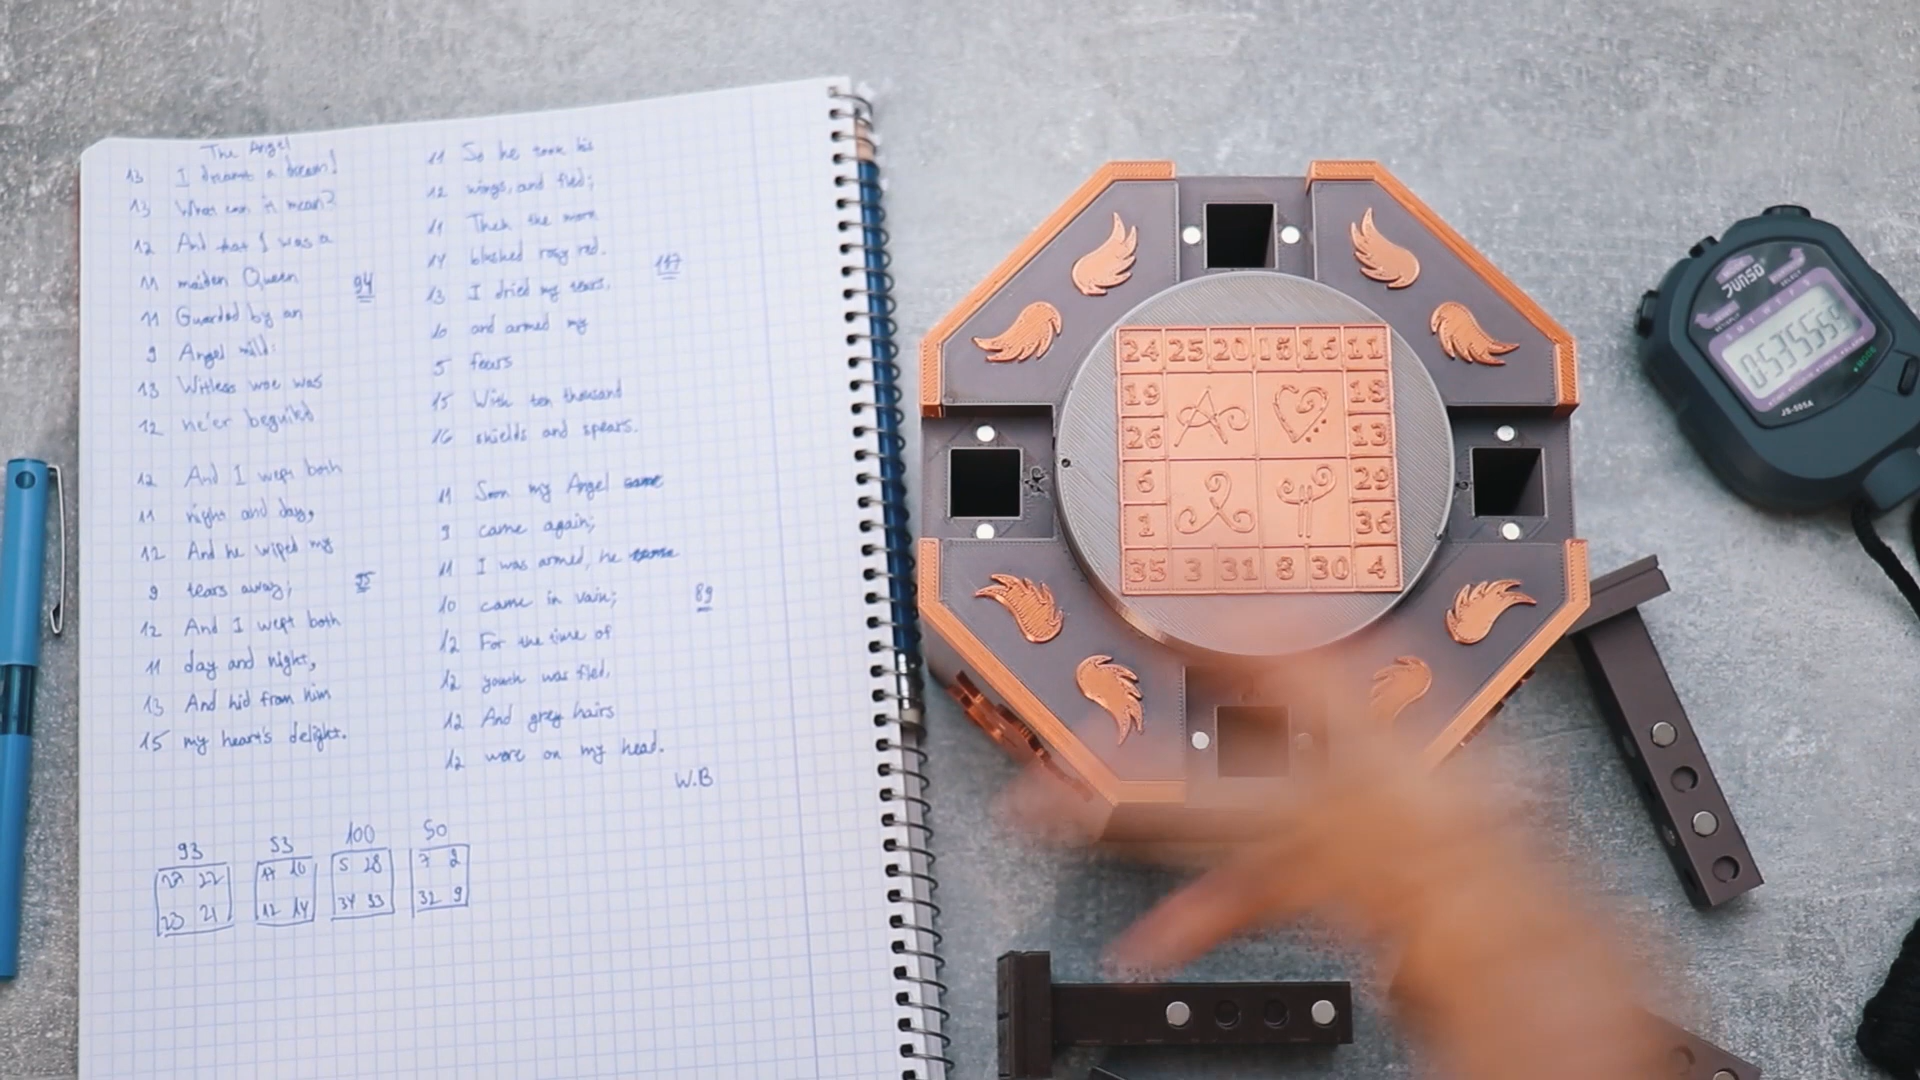 The Angel
13 I dreamt a dream!
13 What can it mean?
12 And that I was a
11 maiden Queen
94
11 Guarded by an
9 Angel mild:
13 Witless woe was
12 ne'er beguil'd
12 And I wept both
11 night and day,
12 And he wiped my
9 tears away;
95
12 And I wept both
11 day and night,
13 And hid from him
15 my heart's delight.
11 So he took his
12 wings, and fled;
11 Then the morn
14 blushed rosy red.
117
13 I dried my tears,
10 and armed my
5 fears
15 With ten thousand
16 shields and spears.
11 Soon my Angel came
9 came again;
11 I was armed, he came
10 came in vain;
89
12 For the time of
12 youth was fled,
12 And grey hairs
12 were on my head.
W.B
93 53 100 50
22 10 5 28 7 2
23 21 12 14 34 33 32 9
24 25 20 15 16 11
19 18
26 13
6 29
1 36
35 3 31 8 30 4
JUNSD
JS-505A